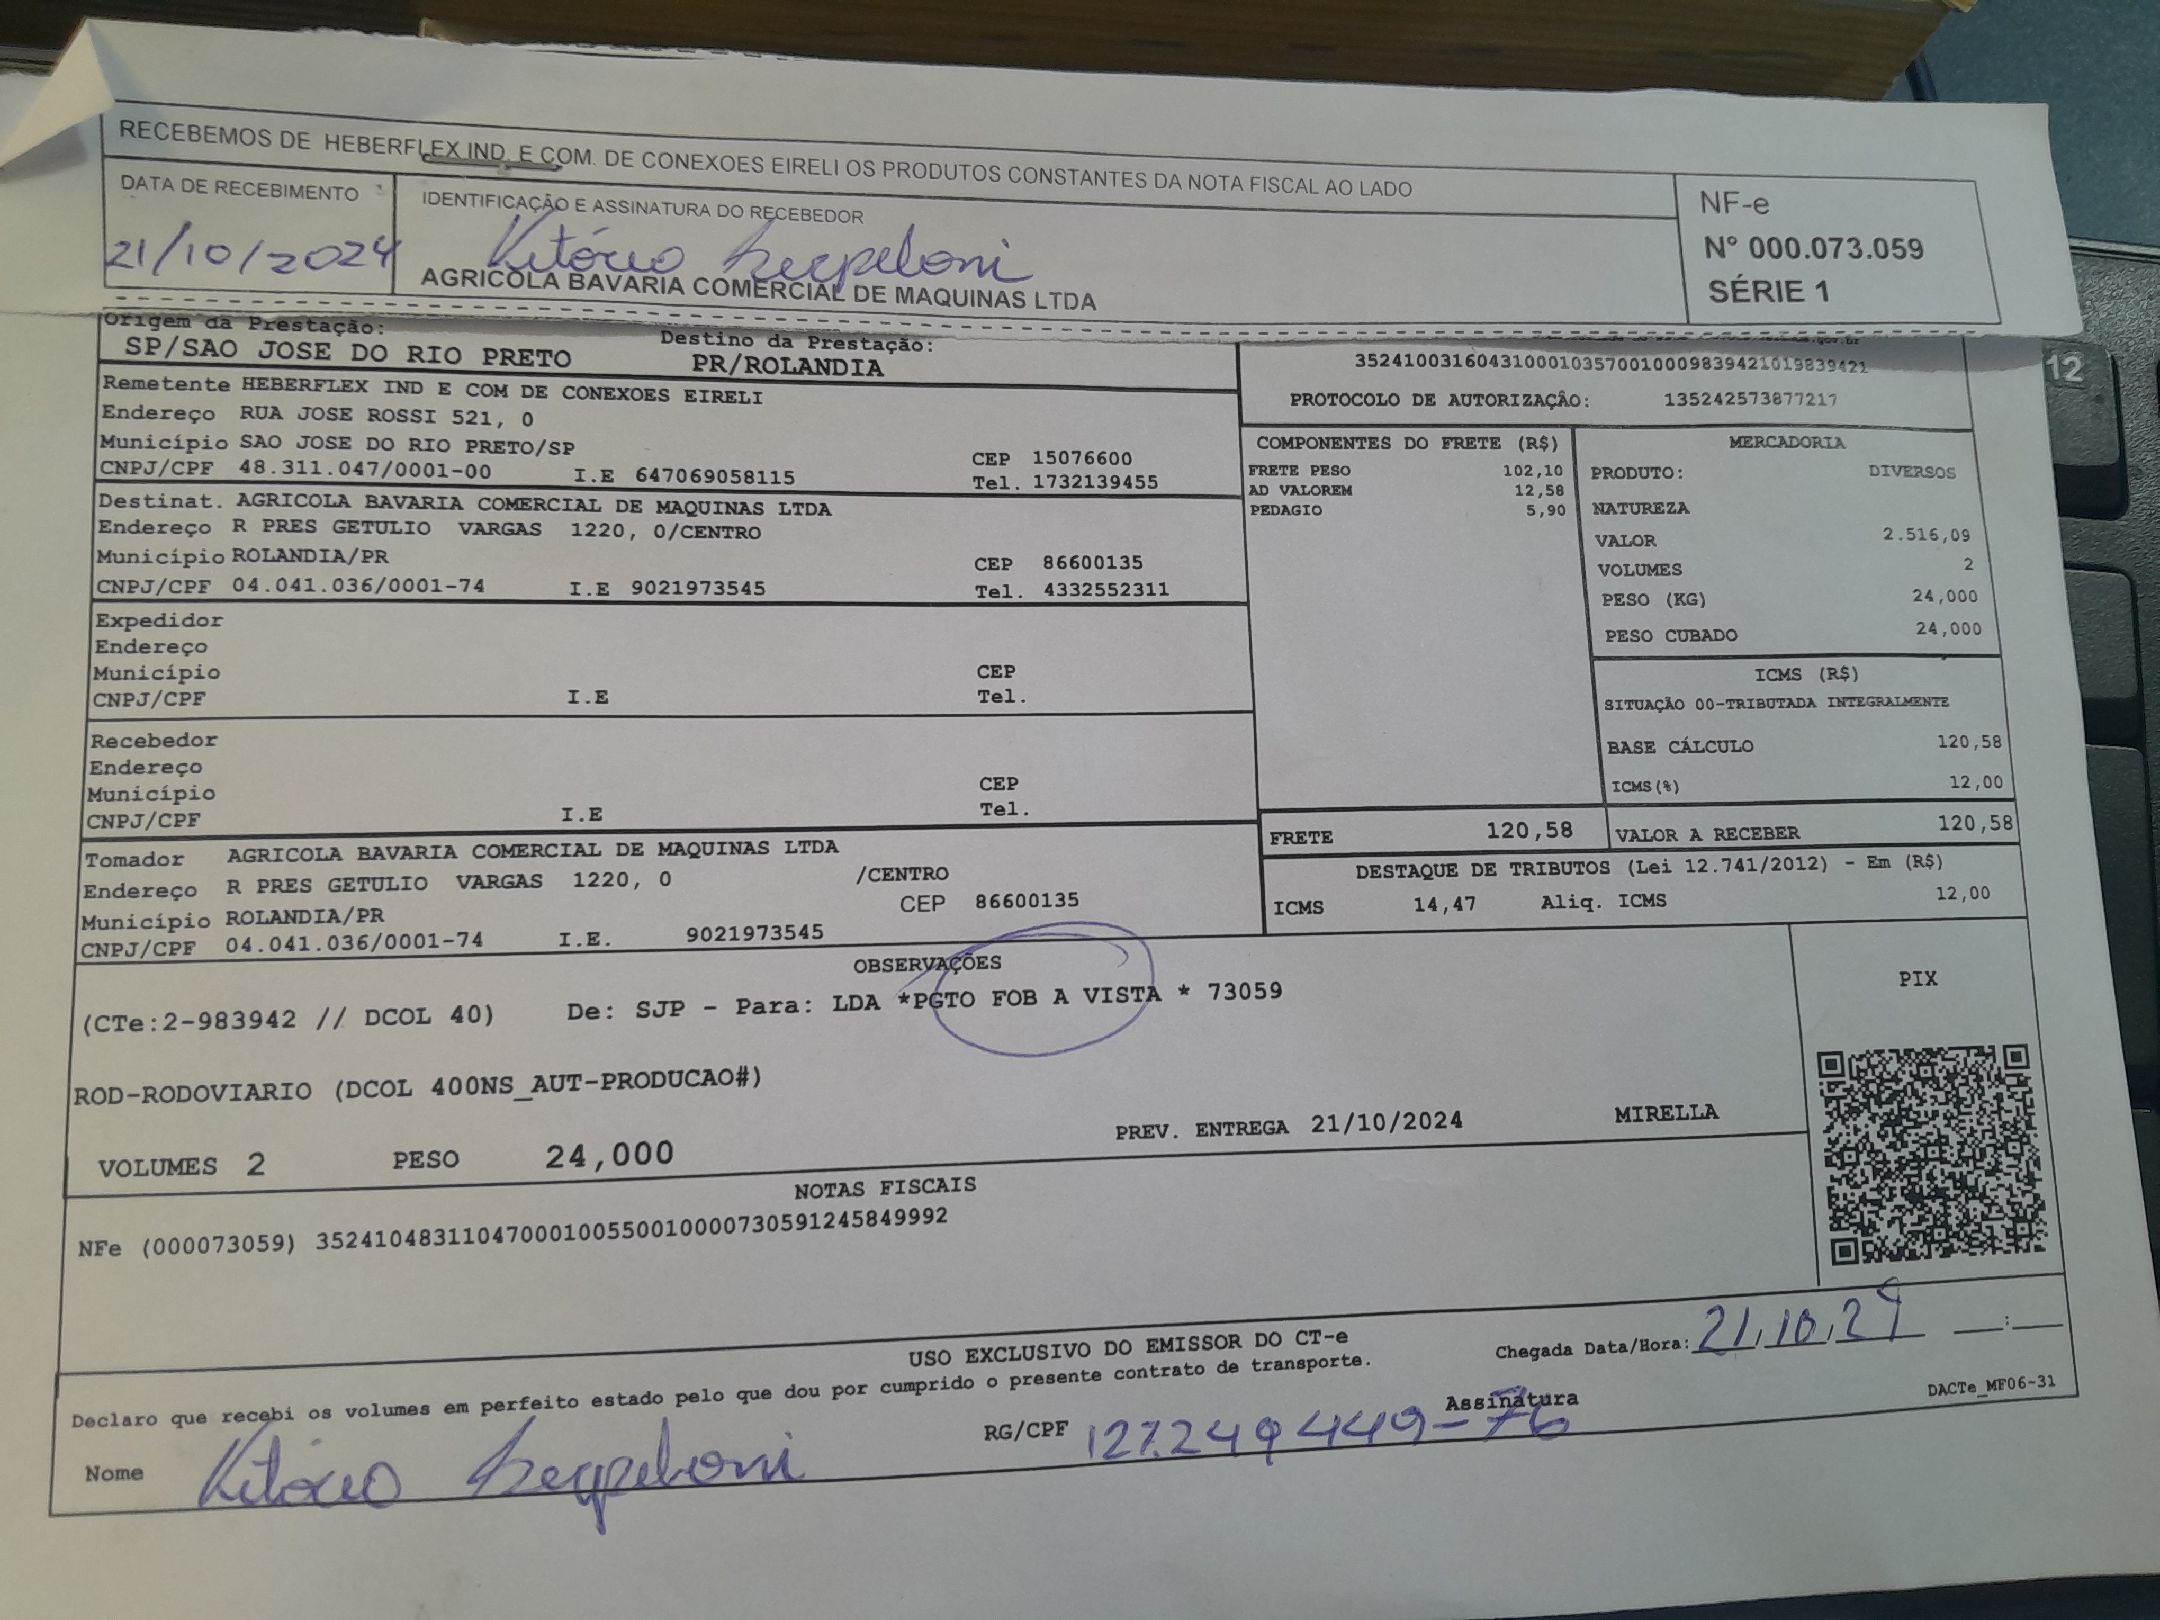 RECEBEMOS DE HEBERFLEX IND. E COM. DE CONEXOES EIRELI OS PRODUTOS CONSTANTES DA NOTA FISCAL AO LADO
DATA DE RECEBIMENTO
21/10/2024
IDENTIFICAÇÃO E ASSINATURA DO RECEBEDOR
AGRICOLA BAVARIA COMERCIAL DE MAQUINAS LTDA
NF-e
Nº 000.073.059
SÉRIE 1
Origem da Prestação:
SP/SAO JOSE DO RIO PRETO
Destino da Prestação:
PR/ROLANDIA
35241003160431000103570010009839421019839421
PROTOCOLO DE AUTORIZAÇÃO: 135242573877217
Remetente HEBERFLEX IND E COM DE CONEXOES EIRELI
Endereço RUA JOSE ROSSI 521, 0
Município SAO JOSE DO RIO PRETO/SP CEP 15076600
CNPJ/CPF 48.311.047/0001-00 I.E 647069058115 Tel. 1732139455
Destinat. AGRICOLA BAVARIA COMERCIAL DE MAQUINAS LTDA
Endereço R PRES GETULIO VARGAS 1220, 0/CENTRO
Município ROLANDIA/PR CEP 86600135
CNPJ/CPF 04.041.036/0001-74 I.E 9021973545 Tel. 4332552311
Expedidor
Endereço
Município CEP
CNPJ/CPF I.E Tel.
Recebedor
Endereço
Município CEP
CNPJ/CPF I.E Tel.
Tomador AGRICOLA BAVARIA COMERCIAL DE MAQUINAS LTDA
Endereço R PRES GETULIO VARGAS 1220, 0 /CENTRO
Município ROLANDIA/PR CEP 86600135
CNPJ/CPF 04.041.036/0001-74 I.E. 9021973545
COMPONENTES DO FRETE (R$)
FRETE PESO 102,10
AD VALOREM 12,58
PEDAGIO 5,90
MERCADORIA
PRODUTO: DIVERSOS
NATUREZA
VALOR 2.516,09
VOLUMES 2
PESO (KG) 24,000
PESO CUBADO 24,000
ICMS (R$)
SITUAÇÃO 00-TRIBUTADA INTEGRALMENTE
BASE CÁLCULO 120,58
ICMS(%) 12,00
FRETE 120,58
VALOR A RECEBER 120,58
DESTAQUE DE TRIBUTOS (Lei 12.741/2012) - Em (R$)
ICMS 14,47 Aliq. ICMS 12,00
OBSERVAÇÕES
(CTe:2-983942 // DCOL 40) De: SJP - Para: LDA *PGTO FOB A VISTA * 73059
ROD-RODOVIARIO (DCOL 400NS_AUT-PRODUCAO#)
PREV. ENTREGA 21/10/2024 MIRELLA
VOLUMES 2 PESO 24,000
PIX
NOTAS FISCAIS
NFe (000073059) 35241048311047000100550010000730591245849992
USO EXCLUSIVO DO EMISSOR DO CT-e
Declaro que recebi os volumes em perfeito estado pelo que dou por cumprido o presente contrato de transporte.
Chegada Data/Hora: 21,10,24 __:__
Nome
RG/CPF 127.249 449-76
Assinatura
DACTe_MF06-31
12